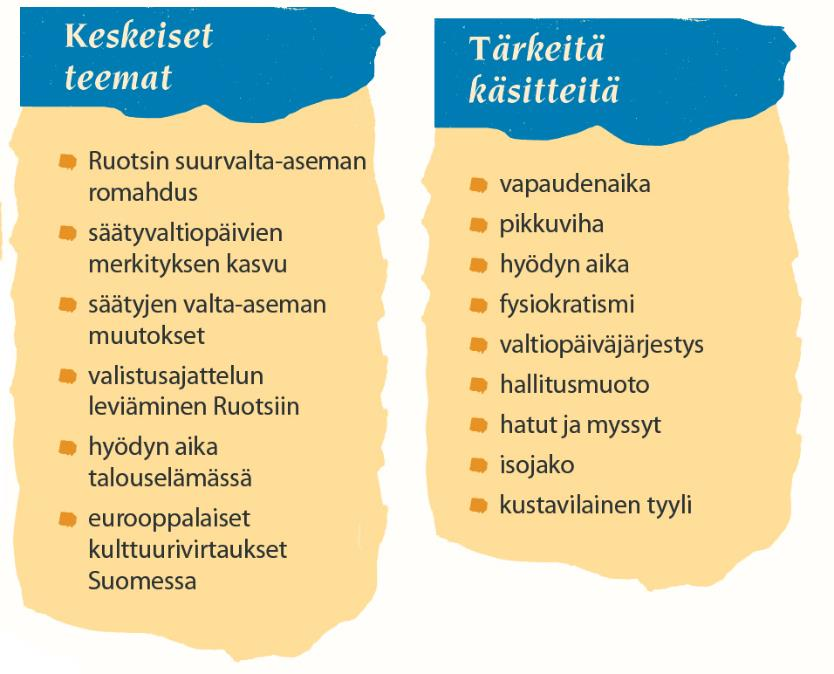 Keskeiset
teemat
Ruotsin suurvalta-aseman
romahdus
säätyvaltiopäivien
merkityksen kasvu
säätyjen valta-aseman
muutokset
valistusajattelun
leviäminen Ruotsiin
hyödyn aika
talouselämässä
eurooppalaiset
kulttuurivirtaukset
Suomessa
Tärkeitä
käsitteitä
vapaudenaika
pikkuviha
hyödyn aika
fysiokratismi
valtiopäiväjärjestys
hallitusmuoto
hatut ja myssyt
isojako
kustavilainen tyyli